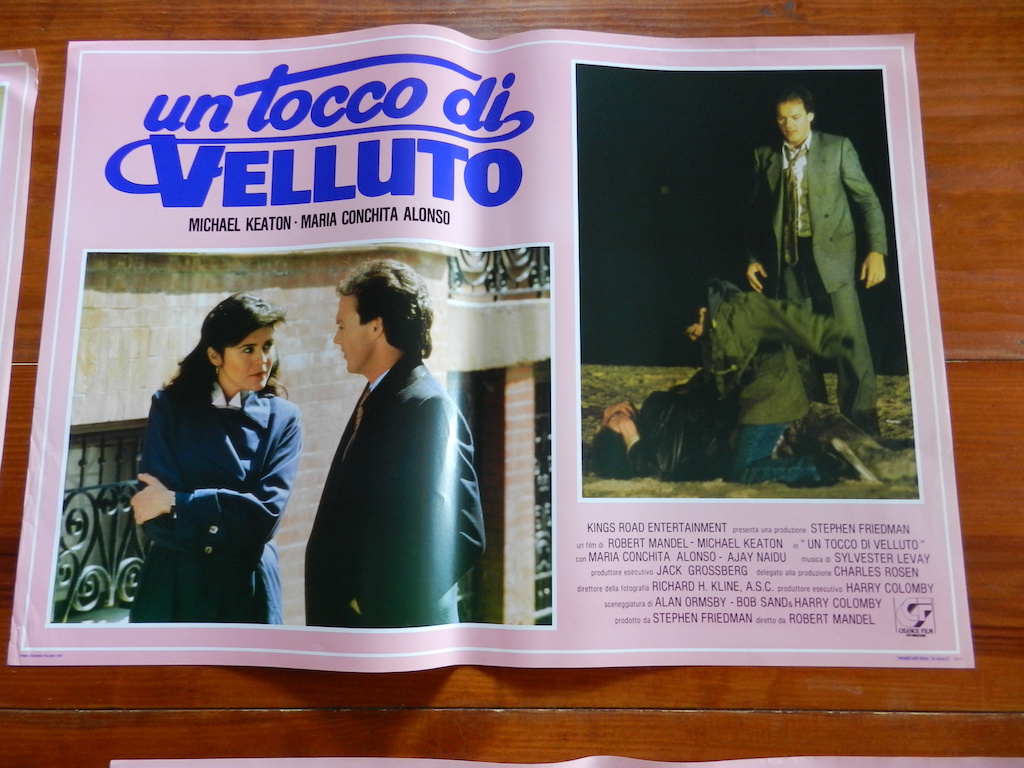 un tocco di
VELLUTO
MICHAEL KEATON · MARIA CONCHITA ALONSO
KINGS ROAD ENTERTAINMENT presenta una produzione STEPHEN FRIEDMAN
un film di ROBERT MANDEL - MICHAEL KEATON in "UN TOCCO DI VELLUTO"
con MARIA CONCHITA ALONSO - AJAY NAIDU musica di SYLVESTER LEVAY
produttore esecutivo JACK GROSSBERG delegato alla produzione CHARLES ROSEN
direttore della fotografia RICHARD H. KLINE, A.S.C. produttore esecutivo HARRY COLOMBY
sceneggiatura di ALAN ORMSBY - BOB SAND & HARRY COLOMBY
prodotto da STEPHEN FRIEDMAN diretto da ROBERT MANDEL
CHANCE FILM